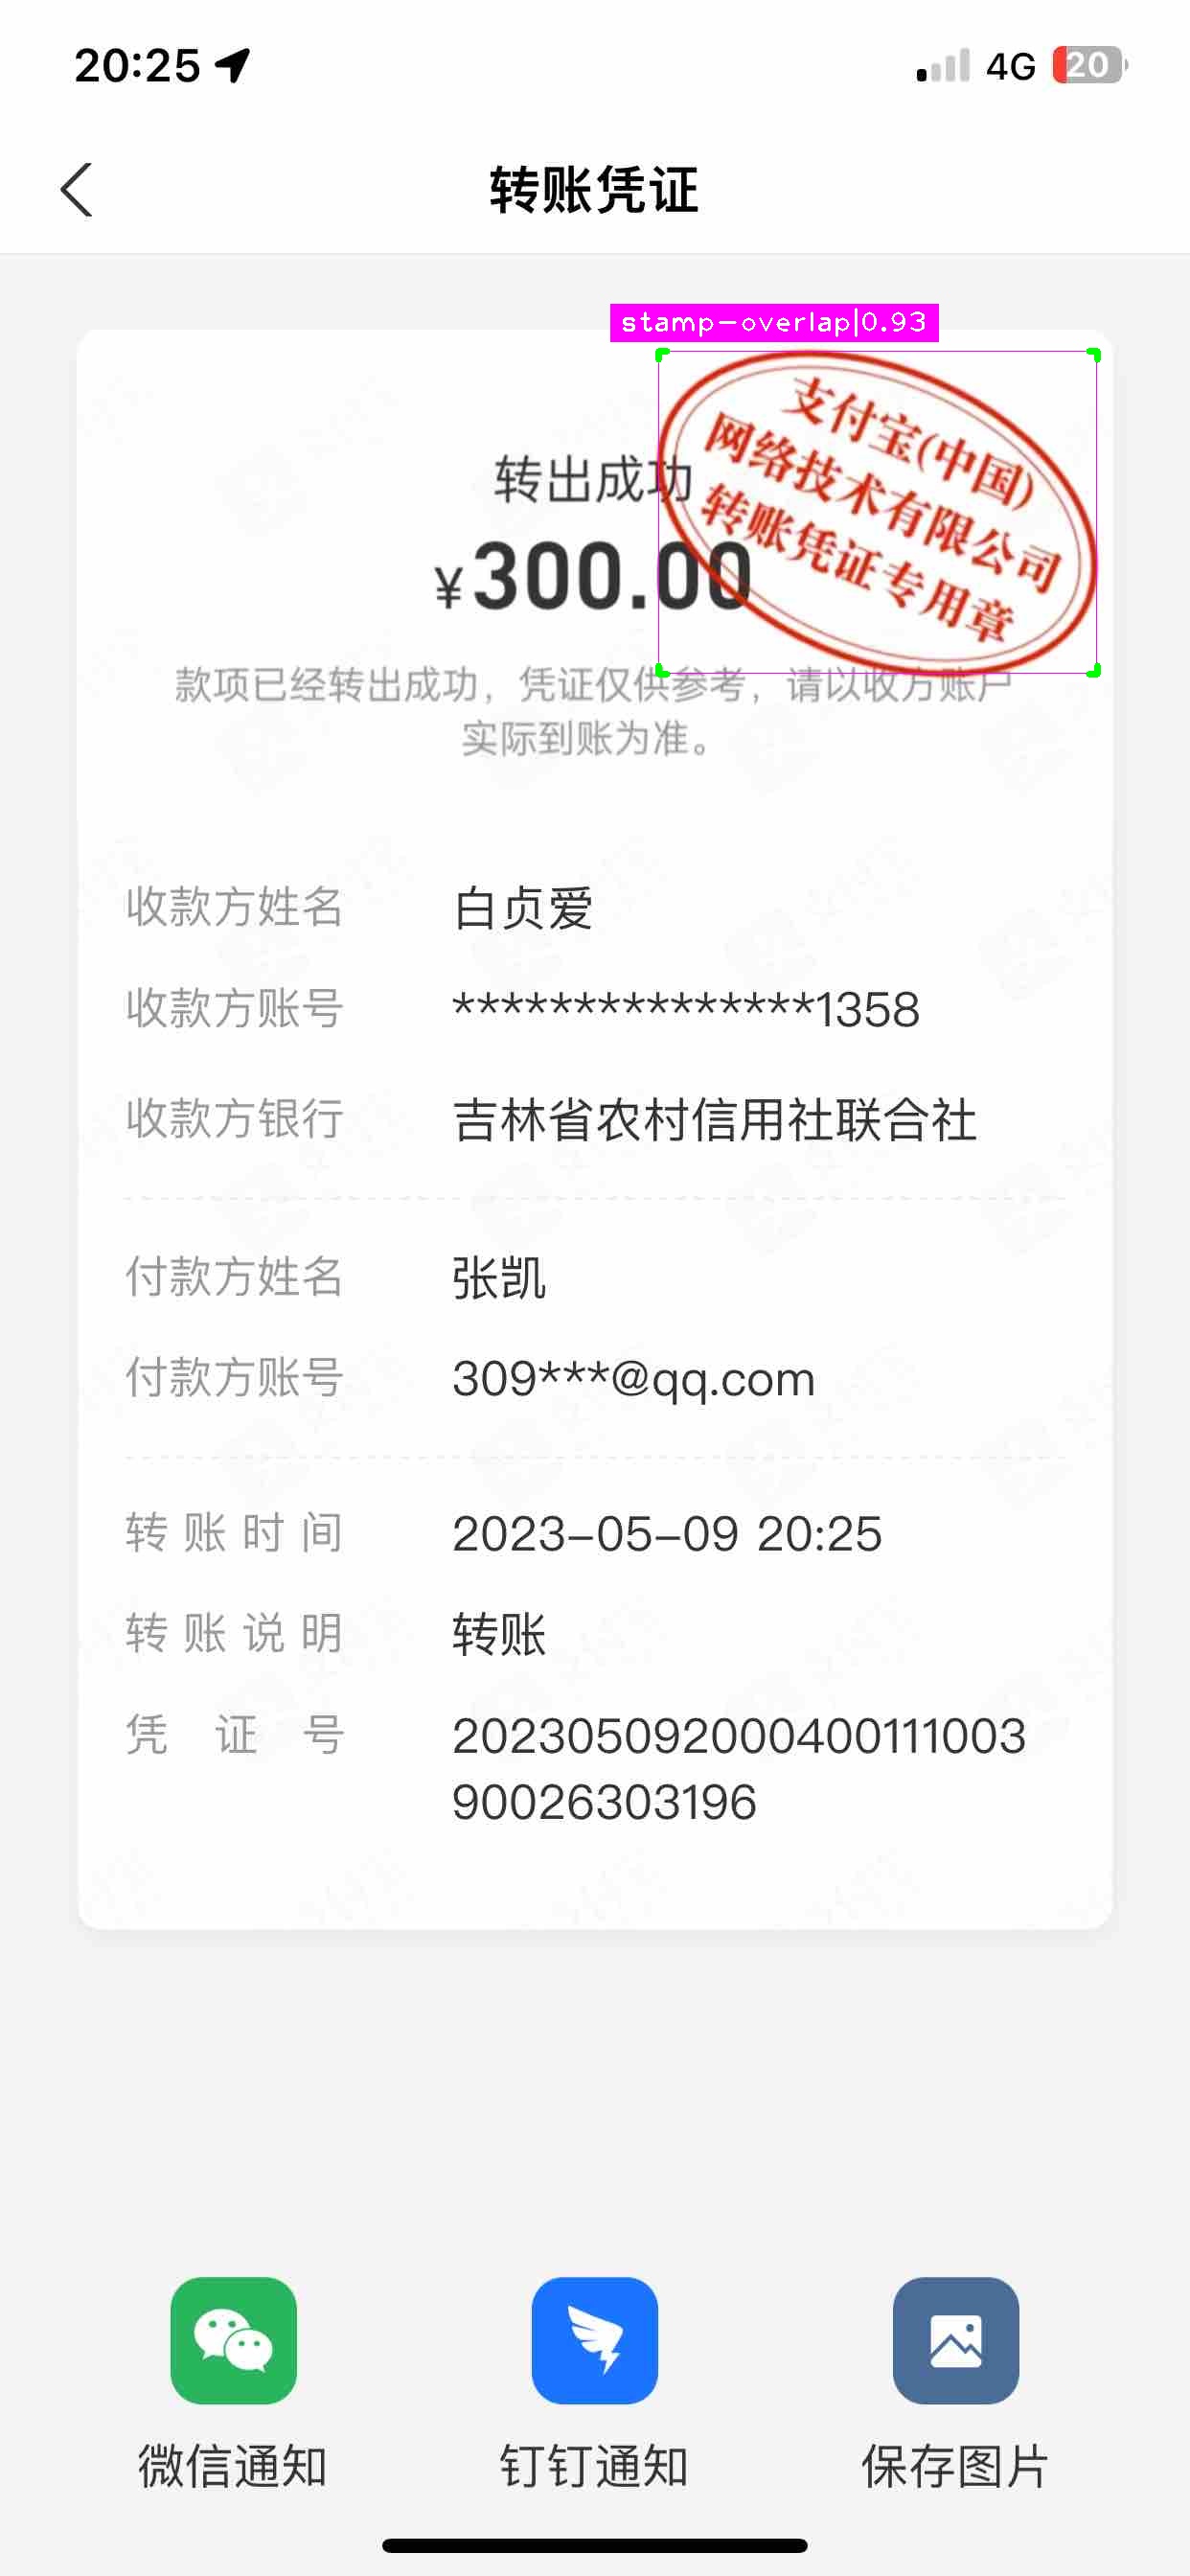 20:25
4G
20
转账凭证
stamp-overlap|0.93
支付宝(中国)
网络技术有限公司
转账凭证专用章
转出成功
¥300.00
款项已经转出成功，凭证仅供参考，请以收方账户
实际到账为准。
收款方姓名 白贞爱
收款方账号 ***************1358
收款方银行 吉林省农村信用社联合社
付款方姓名 张凯
付款方账号 309***@qq.com
转账时间 2023-05-09 20:25
转账说明 转账
凭证号 202305092000400111003
90026303196
微信通知 钉钉通知 保存图片